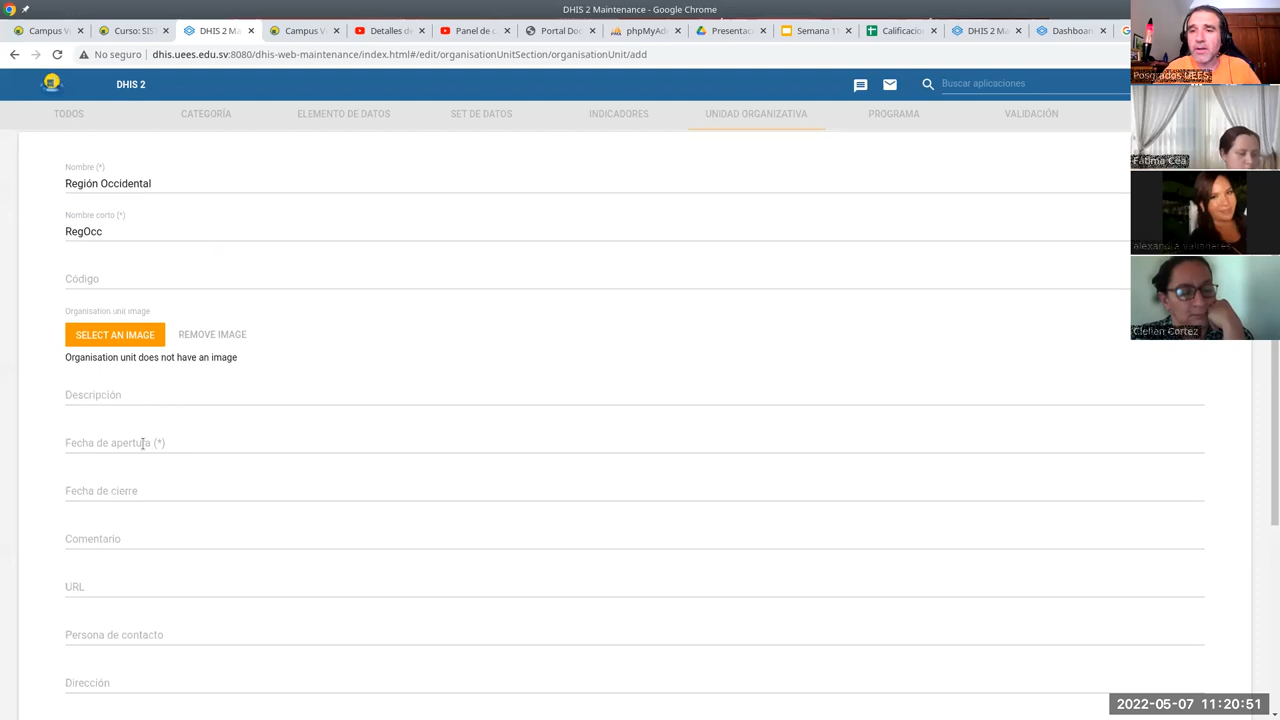 DHIS 2 Maintenance - Google Chrome
Campus V
Curso: SIS
DHIS 2 M
Campus V
Detalles d
Panel de
Portal Doc
phpMyAd
Presentac
Semana 1
Calificacio
DHIS 2 Ma
Dashboar
No seguro
dhis.uees.edu.sv:8080/dhis-web-maintenance/index.html#/edit/organisationUnitSection/organisationUnit/add
DHIS 2
Buscar aplicaciones
TODOS
CATEGORÍA
ELEMENTO DE DATOS
SET DE DATOS
INDICADORES
UNIDAD ORGANIZATIVA
PROGRAMA
VALIDACIÓN
Nombre (*)
Región Occidental
Nombre corto (*)
RegOcc
Código
Organisation unit image
SELECT AN IMAGE
REMOVE IMAGE
Organisation unit does not have an image
Descripción
Fecha de apertura (*)
Fecha de cierre
Comentario
URL
Persona de contacto
Dirección
Posgrados UEES
Fátima Cea
Clelian Cortez
2022-05-07 11:20:51